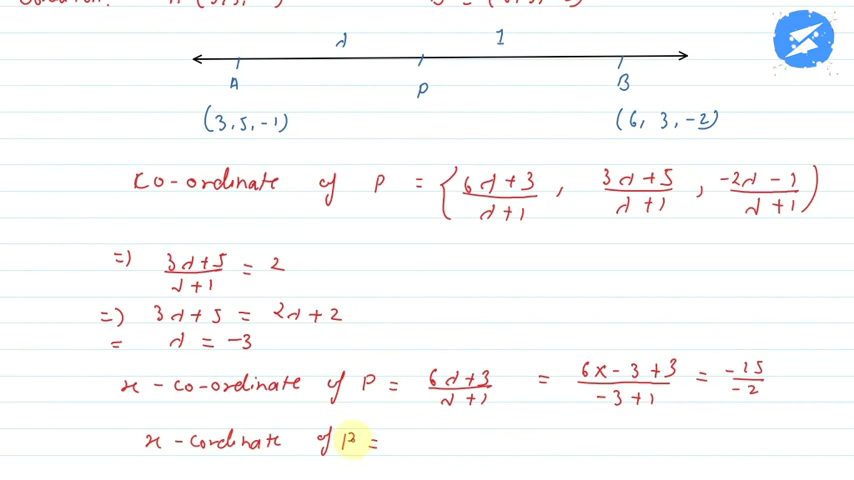 λ 1
A P B
(3, 5, -1) (6, 3, -2)
Co-ordinate of P = { (6λ+3)/(λ+1) , (3λ+5)/(λ+1) , (-2λ-1)/(λ+1) )
=) (3λ+5)/(λ+1) = 2
=) 3λ+5 = 2λ+2
= λ = -3
x - co-ordinate of P = (6λ+3)/(λ+1) = (6x-3+3)/(-3+1) = -15/-2
x - cordinate of P =